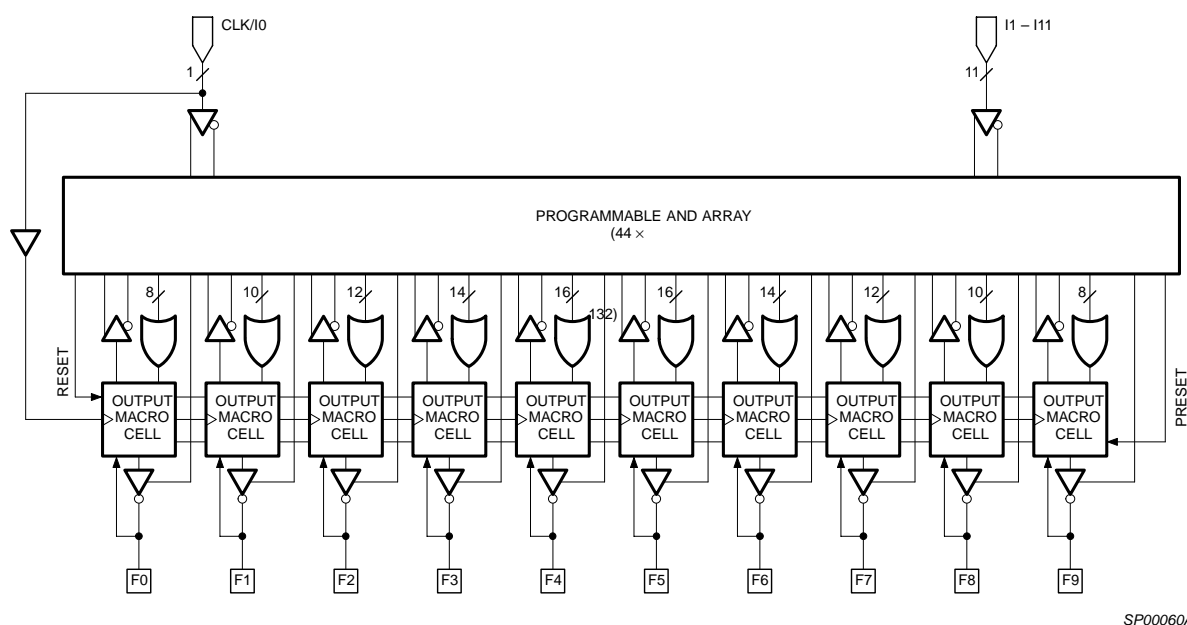 CLK/I0
I1 – I11
1
11
PROGRAMMABLE AND ARRAY
(44 ×
132)
8
10
12
14
16
16
14
12
10
8
RESET
PRESET
OUTPUT
MACRO
CELL
OUTPUT
MACRO
CELL
OUTPUT
MACRO
CELL
OUTPUT
MACRO
CELL
OUTPUT
MACRO
CELL
OUTPUT
MACRO
CELL
OUTPUT
MACRO
CELL
OUTPUT
MACRO
CELL
OUTPUT
MACRO
CELL
OUTPUT
MACRO
CELL
F0
F1
F2
F3
F4
F5
F6
F7
F8
F9